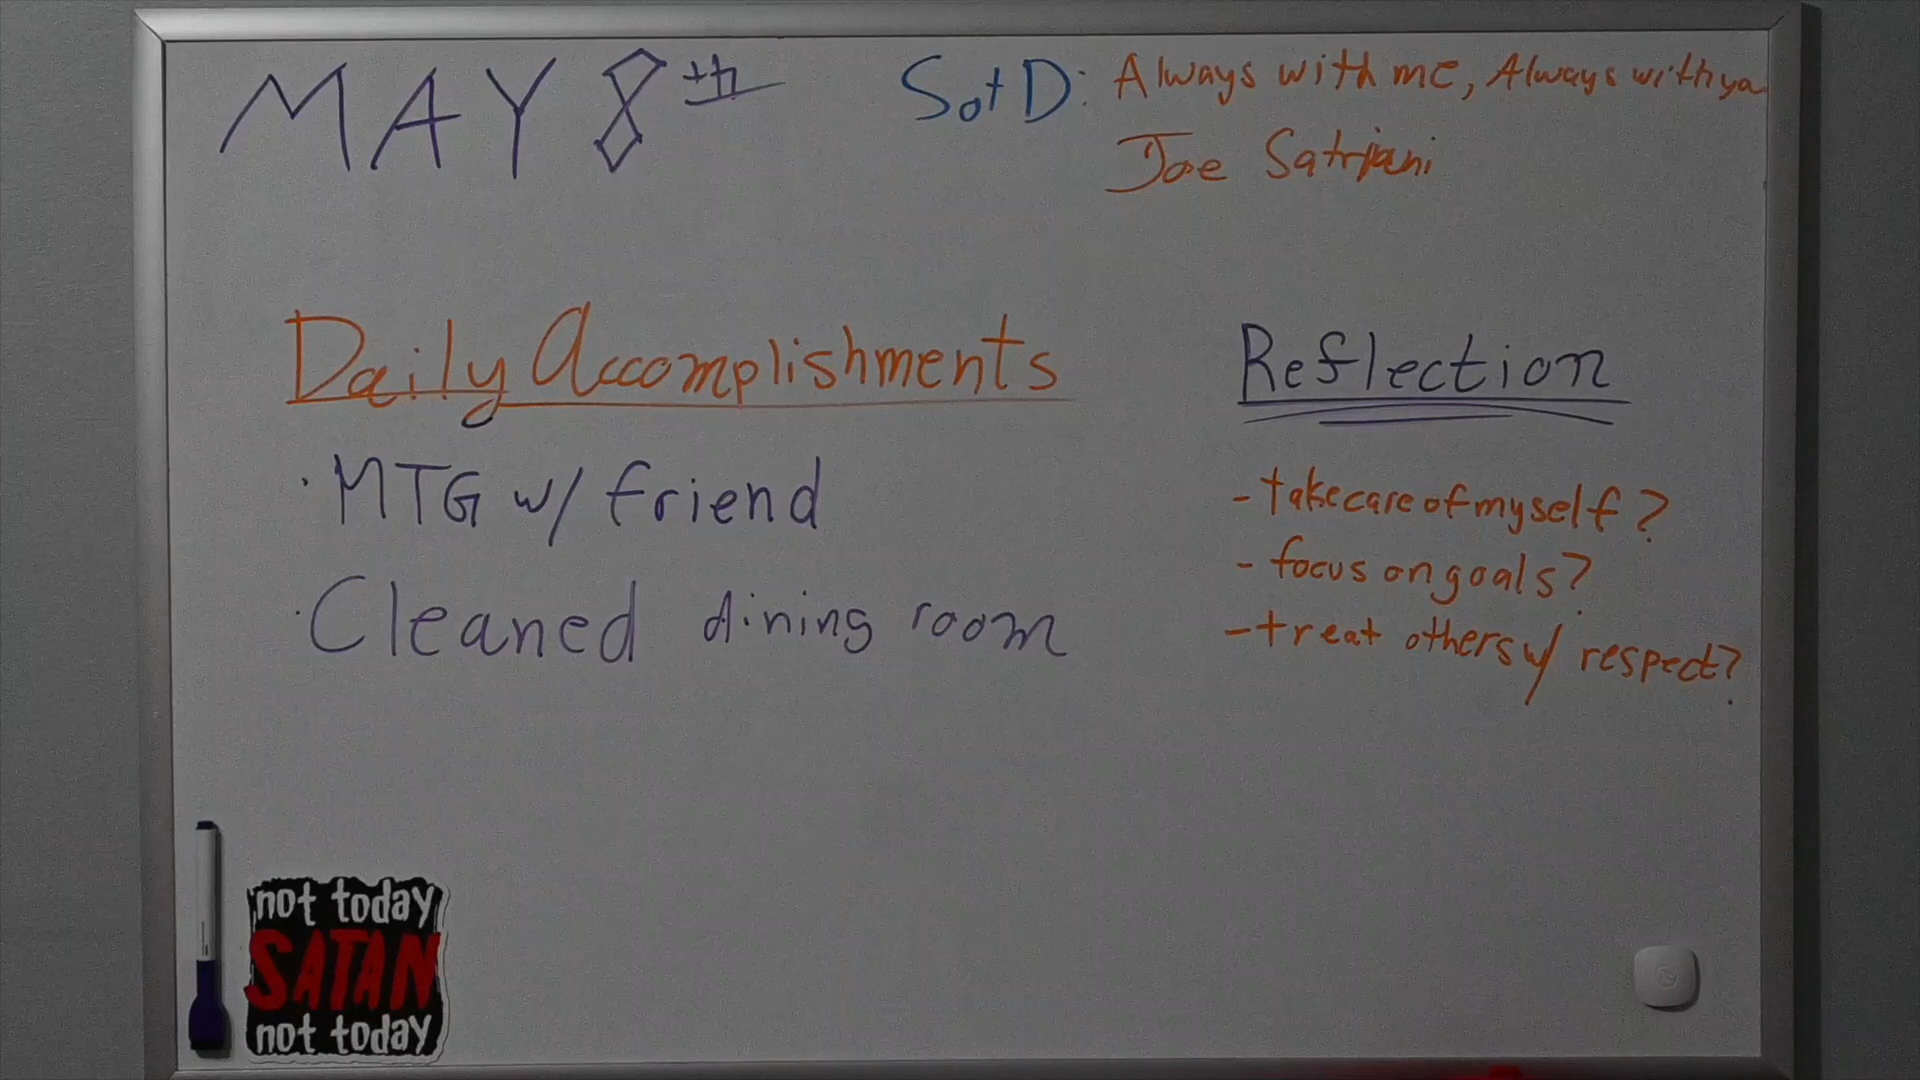 MAY 8th
SotD: Always with me, Always with ya
Joe Satriani
Daily Accomplishments
· MTG w/ friend
· Cleaned dining room
Reflection
- take care of myself?
- focus on goals?
- treat others w/ respect?
not today
SATAN
not today